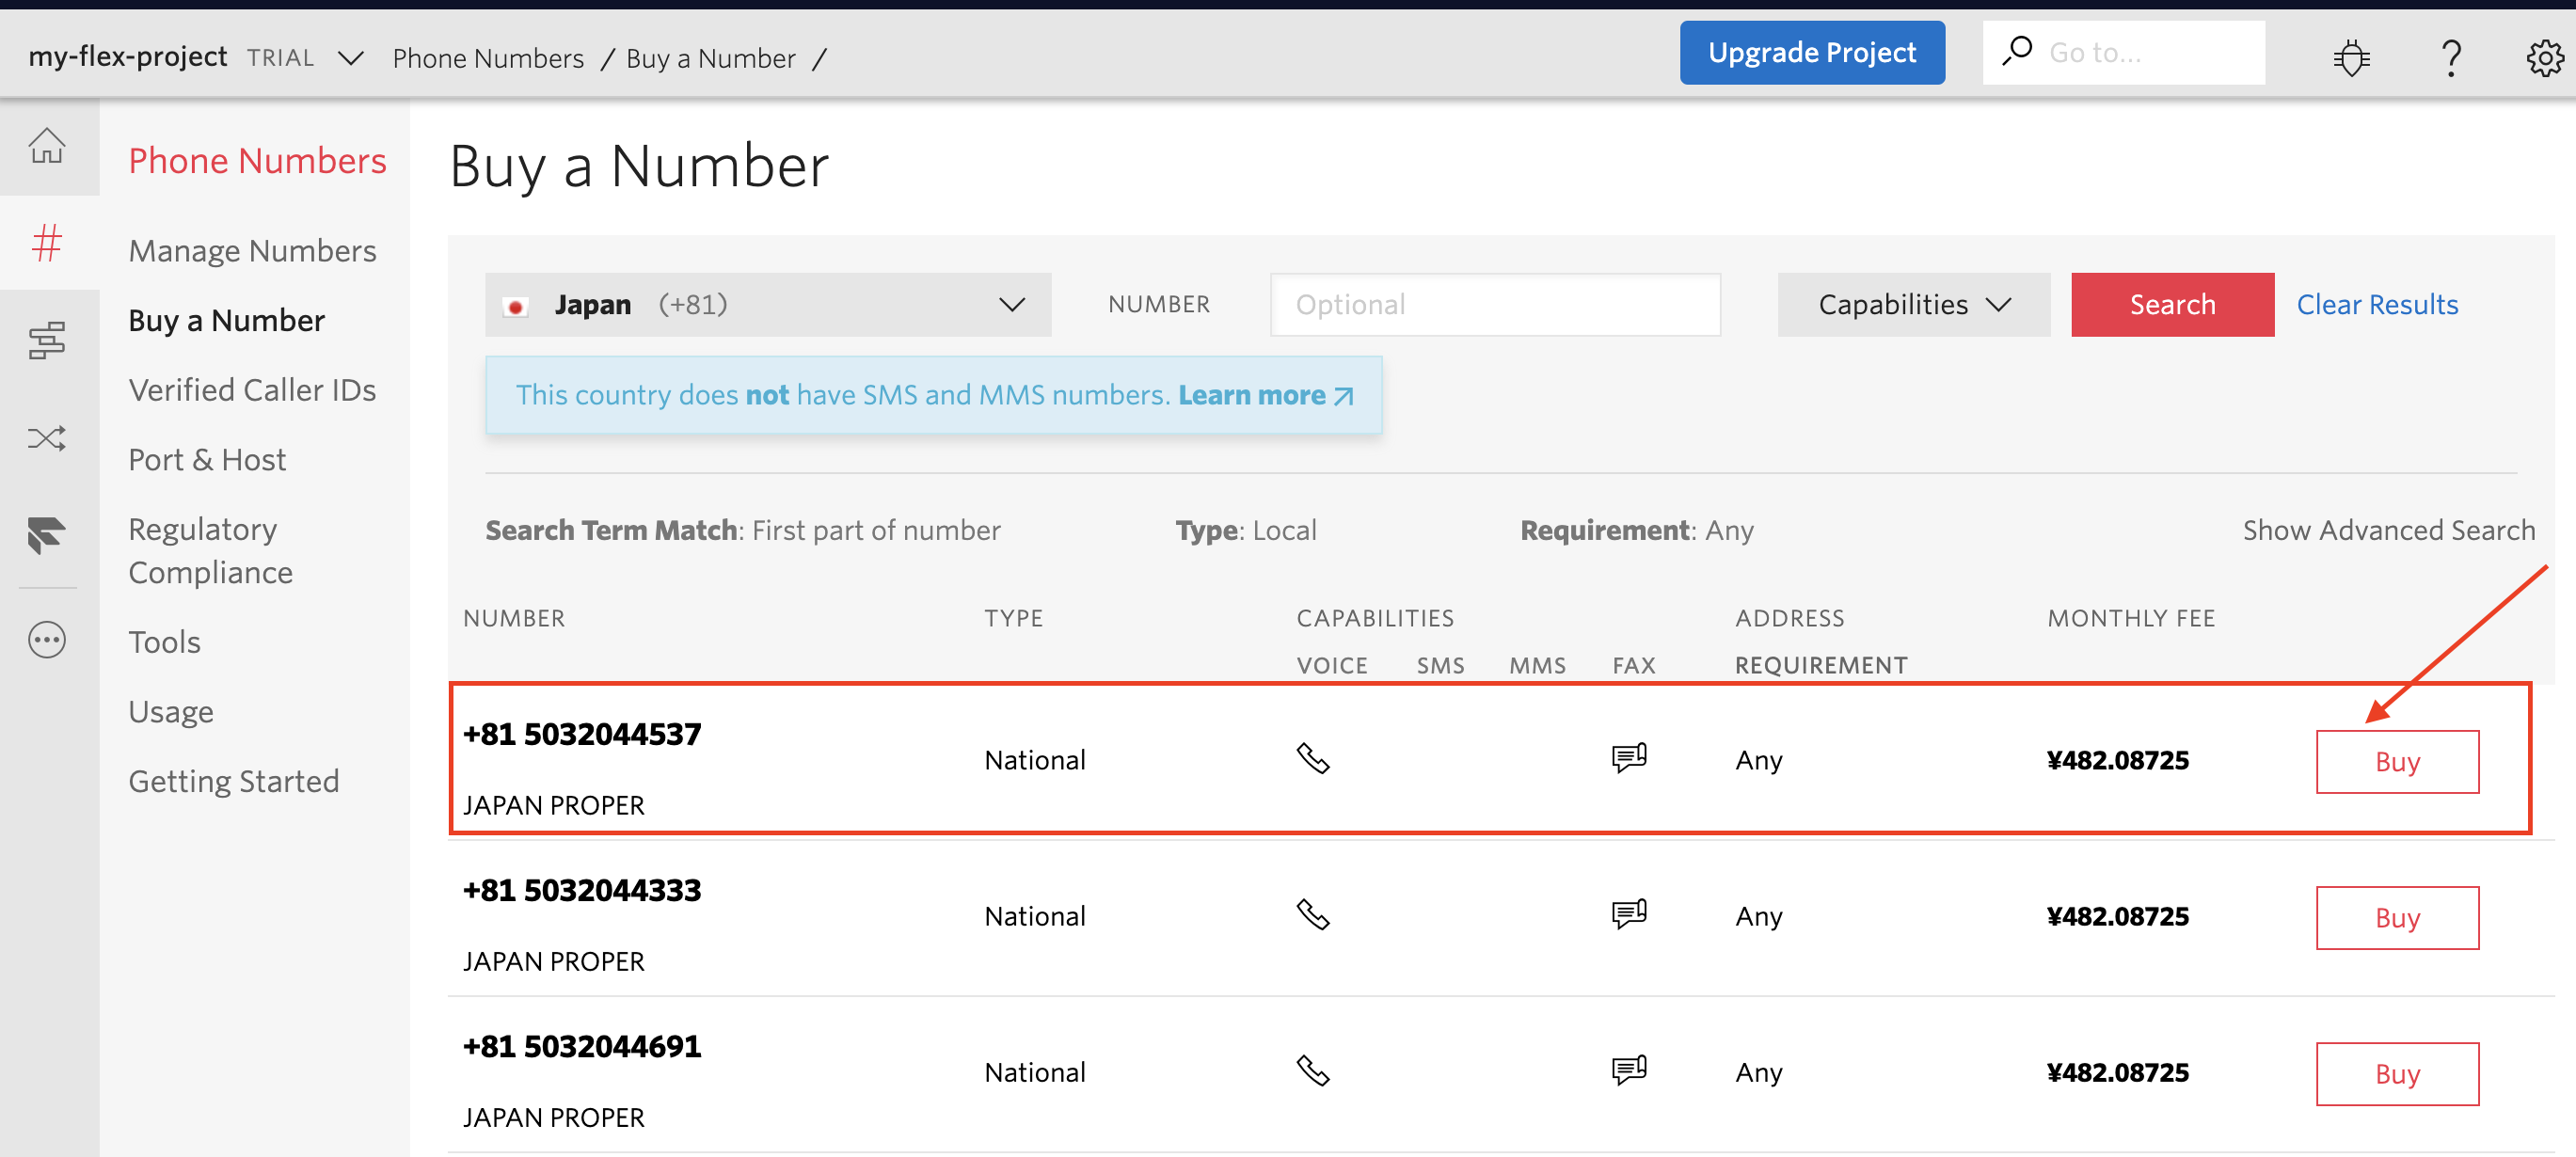 my-flex-project TRIAL Phone Numbers / Buy a Number /
Upgrade Project
Go to...
Phone Numbers
Manage Numbers
Buy a Number
Verified Caller IDs
Port & Host
Regulatory
Compliance
Tools
Usage
Getting Started
Buy a Number
Japan (+81)
NUMBER
Optional
Capabilities
Search
Clear Results
This country does not have SMS and MMS numbers. Learn more
Search Term Match: First part of number
Type: Local
Requirement: Any
Show Advanced Search
NUMBER TYPE CAPABILITIES ADDRESS MONTHLY FEE
VOICE SMS MMS FAX REQUIREMENT
+81 5032044537
National Any ¥482.08725 Buy
JAPAN PROPER
+81 5032044333
National Any ¥482.08725 Buy
JAPAN PROPER
+81 5032044691
National Any ¥482.08725 Buy
JAPAN PROPER